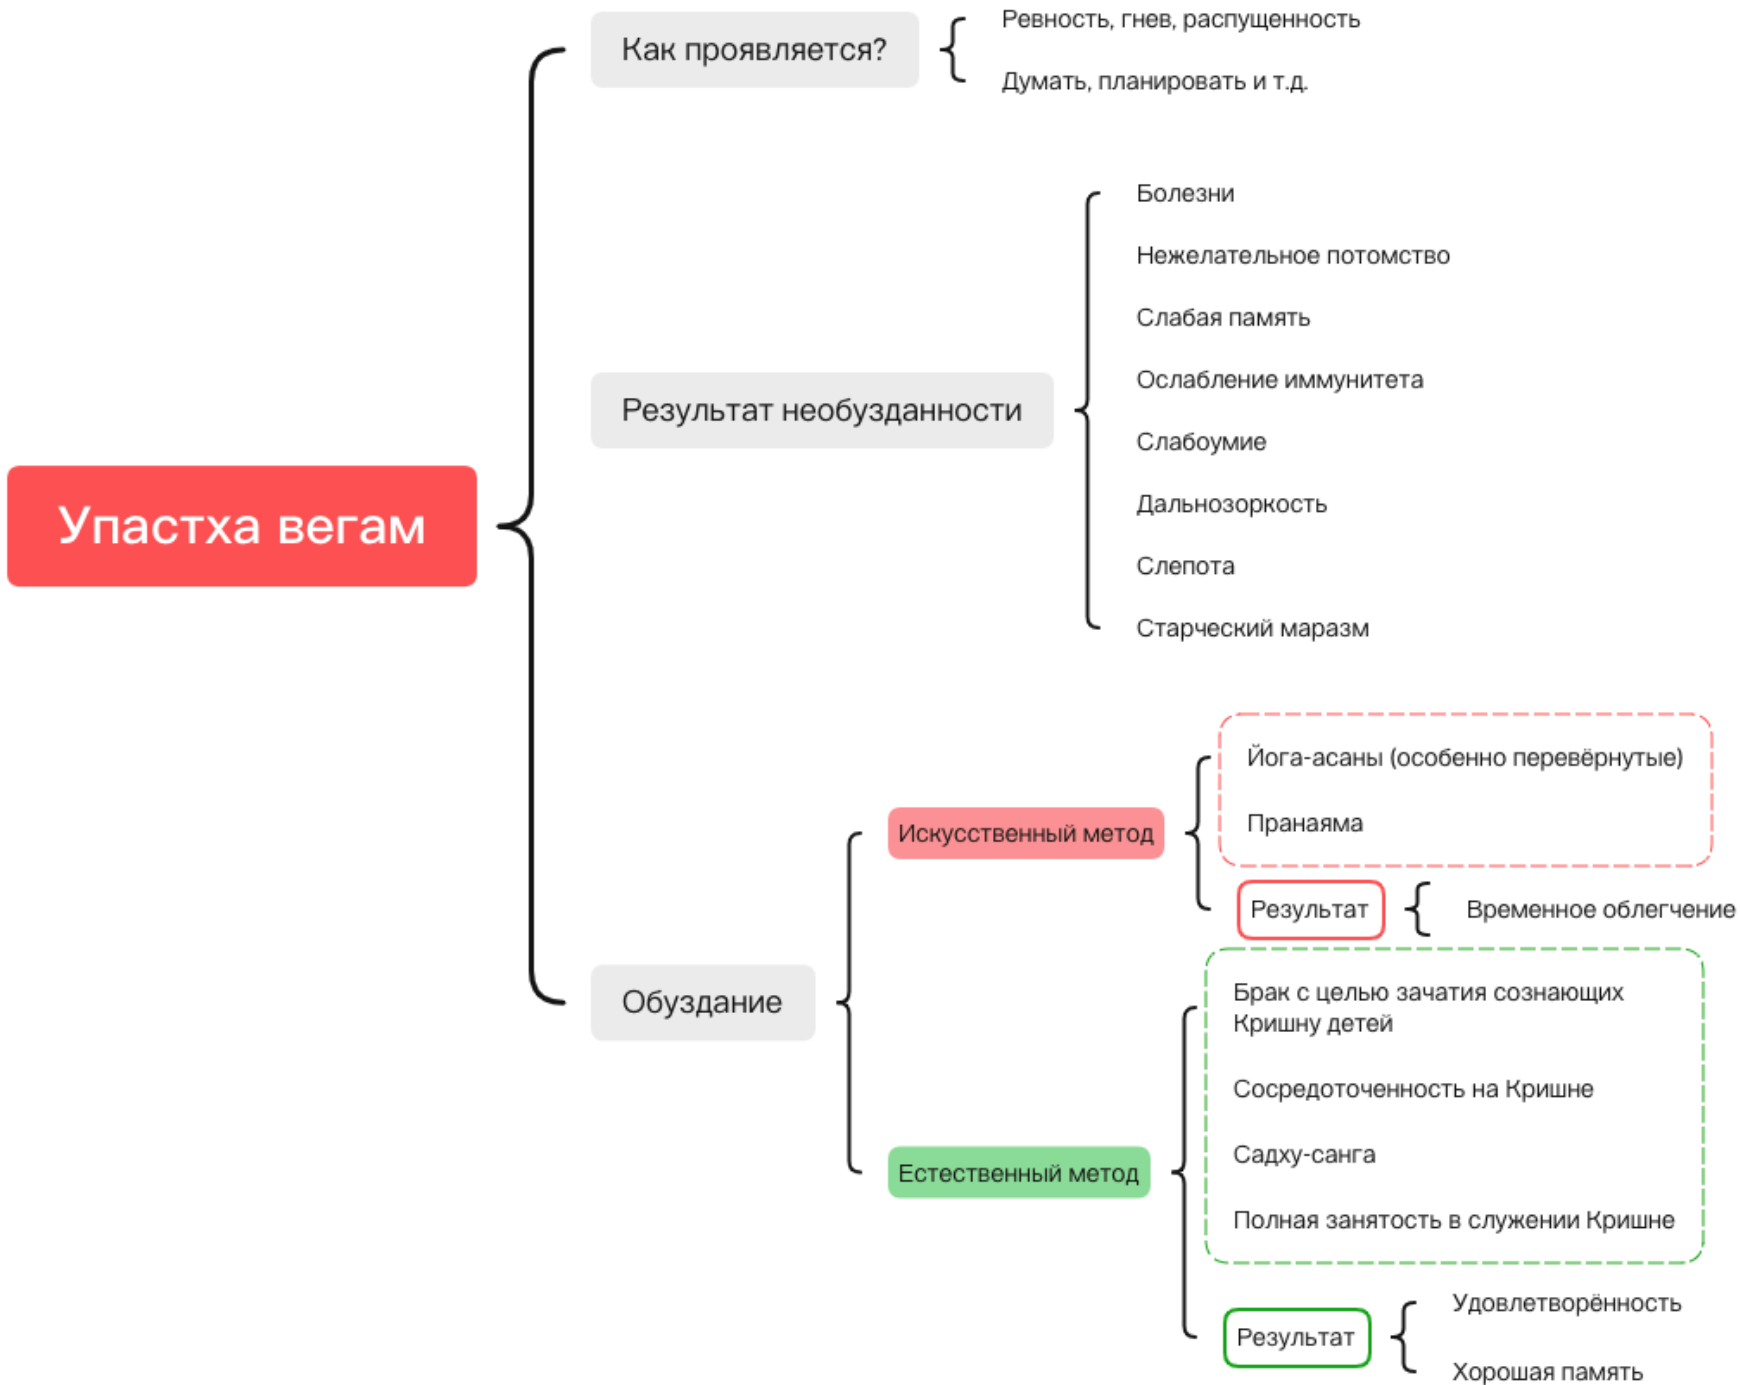 Упастха вегам
Как проявляется?
Ревность, гнев, распущенность
Думать, планировать и т.д.
Результат необузданности
Болезни
Нежелательное потомство
Слабая память
Ослабление иммунитета
Слабоумие
Дальнозоркость
Слепота
Старческий маразм
Обуздание
Искусственный метод
Йога-асаны (особенно перевёрнутые)
Пранаяма
Результат
Временное облегчение
Естественный метод
Брак с целью зачатия сознающих
Кришну детей
Сосредоточенность на Кришне
Садху-санга
Полная занятость в служении Кришне
Результат
Удовлетворённость
Хорошая память